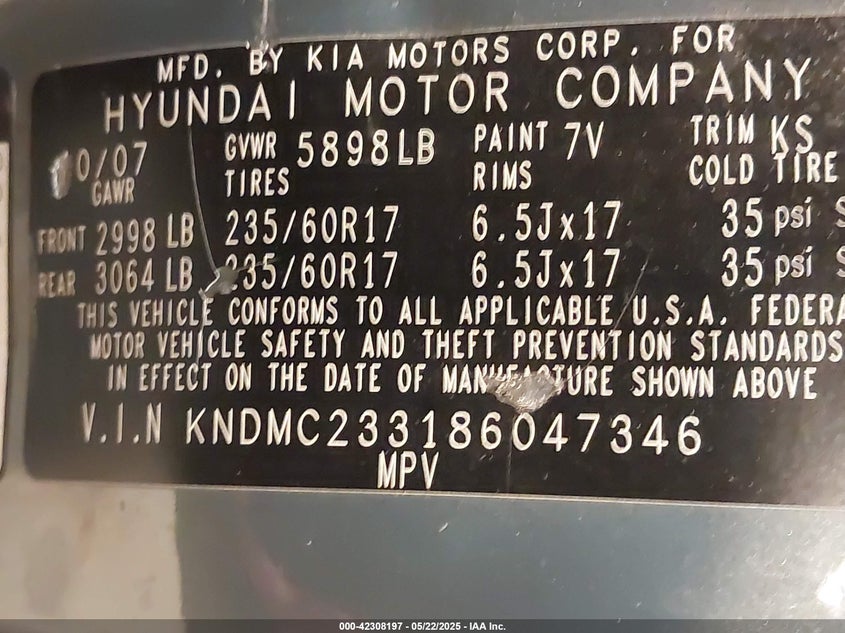 MFD. BY KIA MOTORS CORP. FOR
HYUNDAI MOTOR COMPANY
0/07 GVWR 5898LB PAINT 7V TRIM KS
GAWR TIRES RIMS COLD TIRE
FRONT 2998 LB 235/60R17 6.5Jx17 35 psi S
REAR 3064 LB 235/60R17 6.5Jx17 35 psi S
THIS VEHICLE CONFORMS TO ALL APPLICABLE U.S.A. FEDERA
MOTOR VEHICLE SAFETY AND THEFT PREVENTION STANDARDS
IN EFFECT ON THE DATE OF MANUFACTURE SHOWN ABOVE
V.I.N KNDMC233186047346
MPV
000-42308197 - 05/22/2025 - IAA Inc.